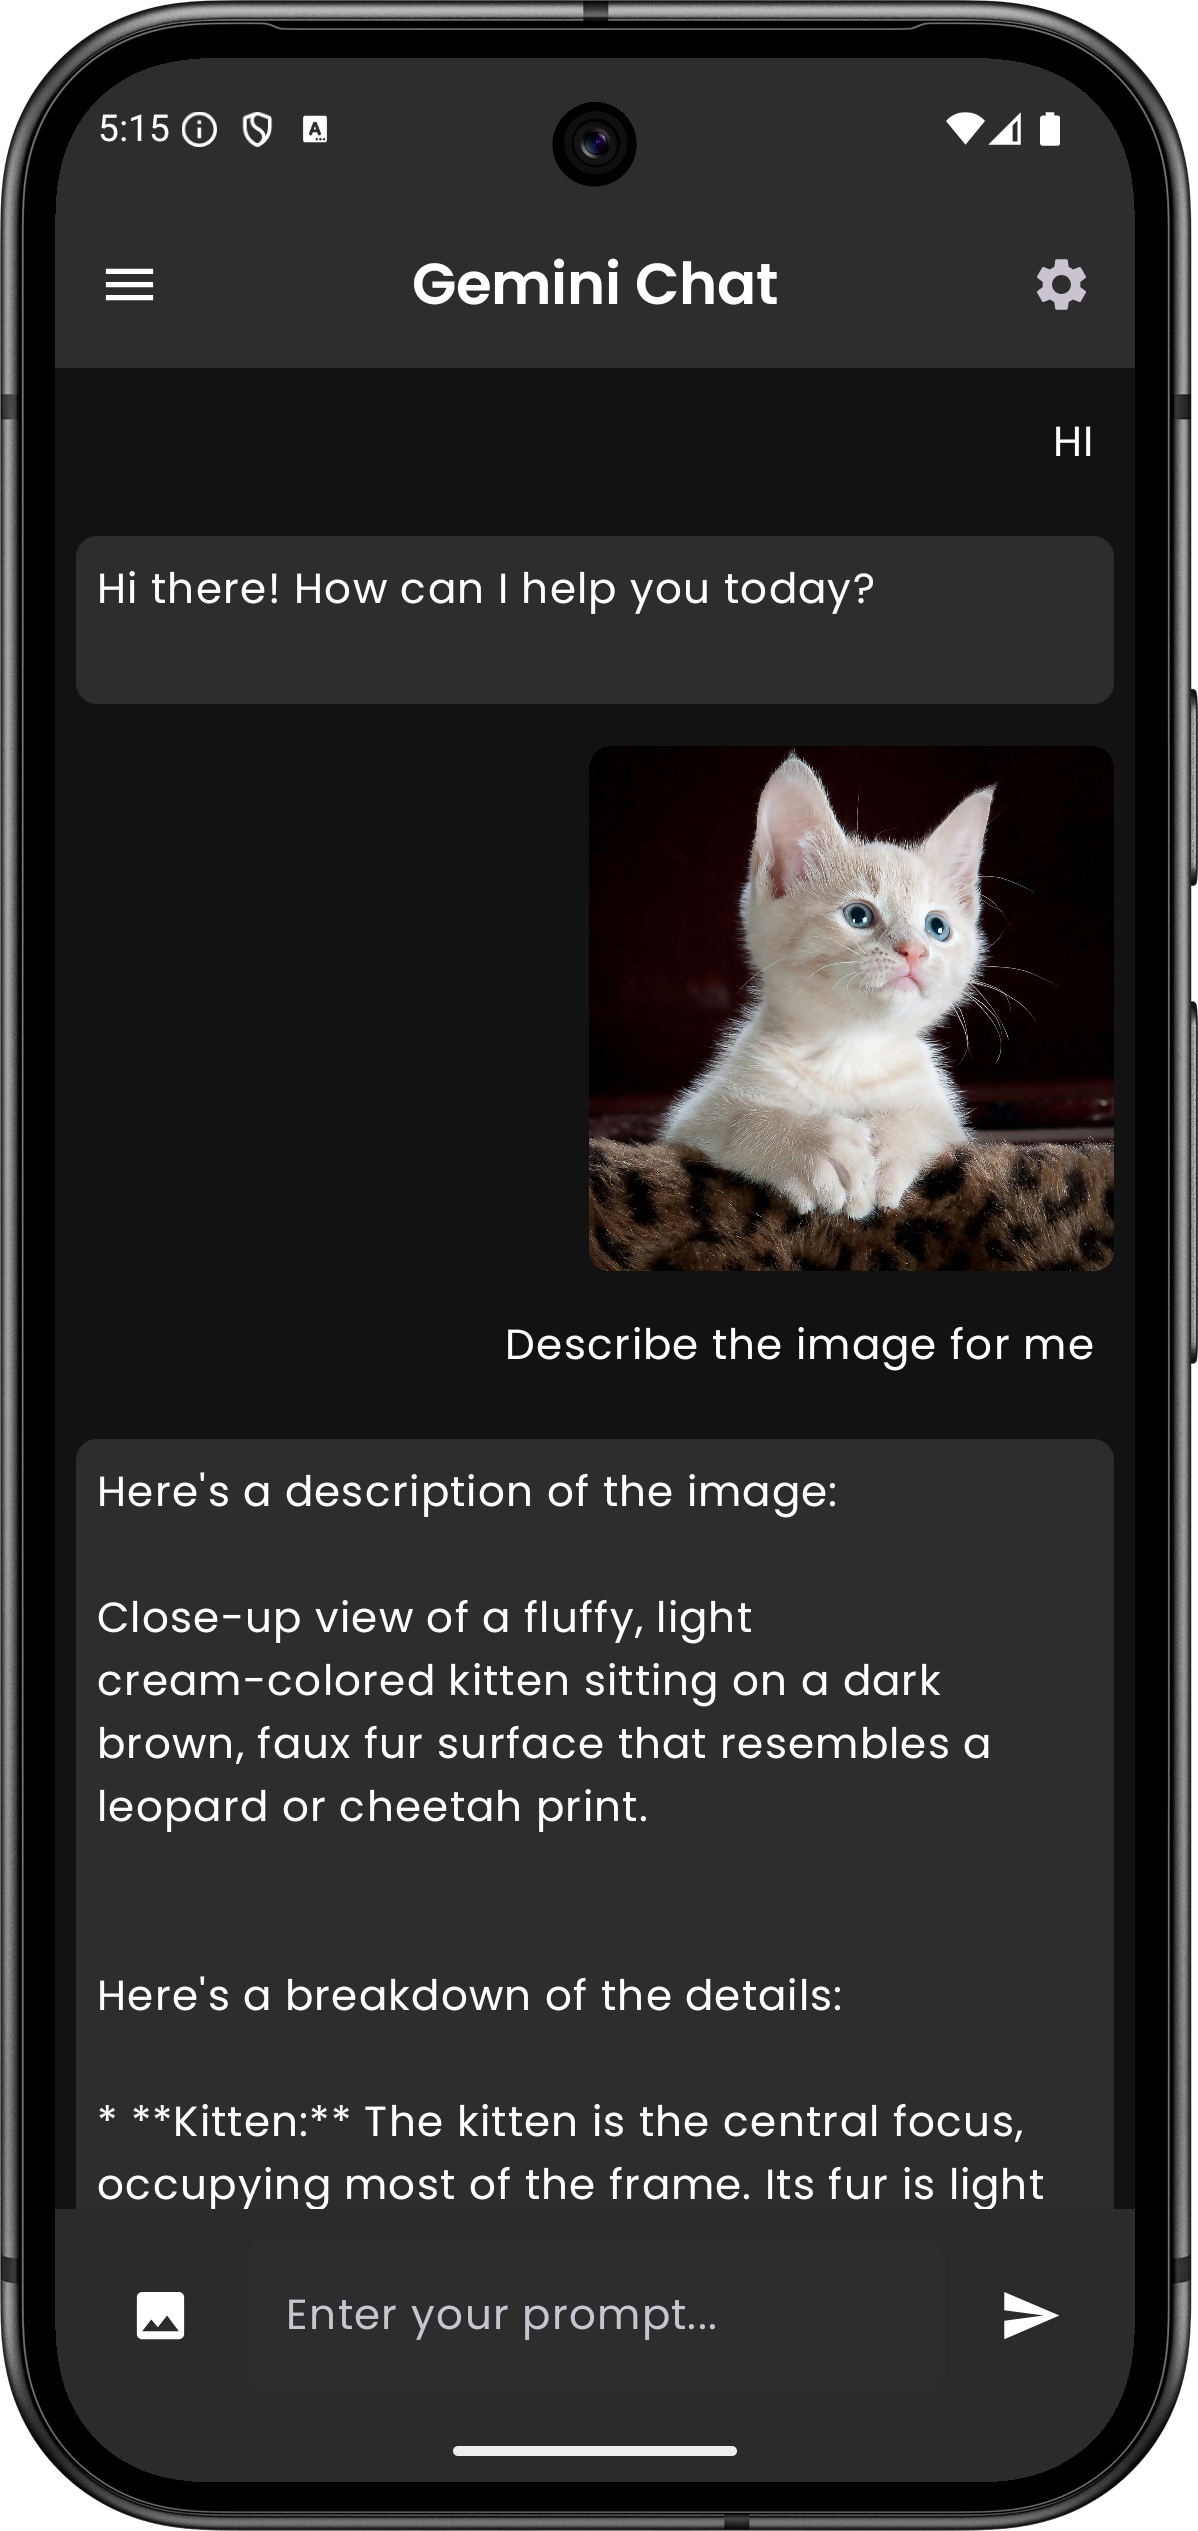 5:15
Gemini Chat
HI
Hi there! How can I help you today?
Describe the image for me
Here's a description of the image:
Close-up view of a fluffy, light
cream-colored kitten sitting on a dark
brown, faux fur surface that resembles a
leopard or cheetah print.
Here's a breakdown of the details:
* **Kitten:** The kitten is the central focus,
occupying most of the frame. Its fur is light
Enter your prompt...